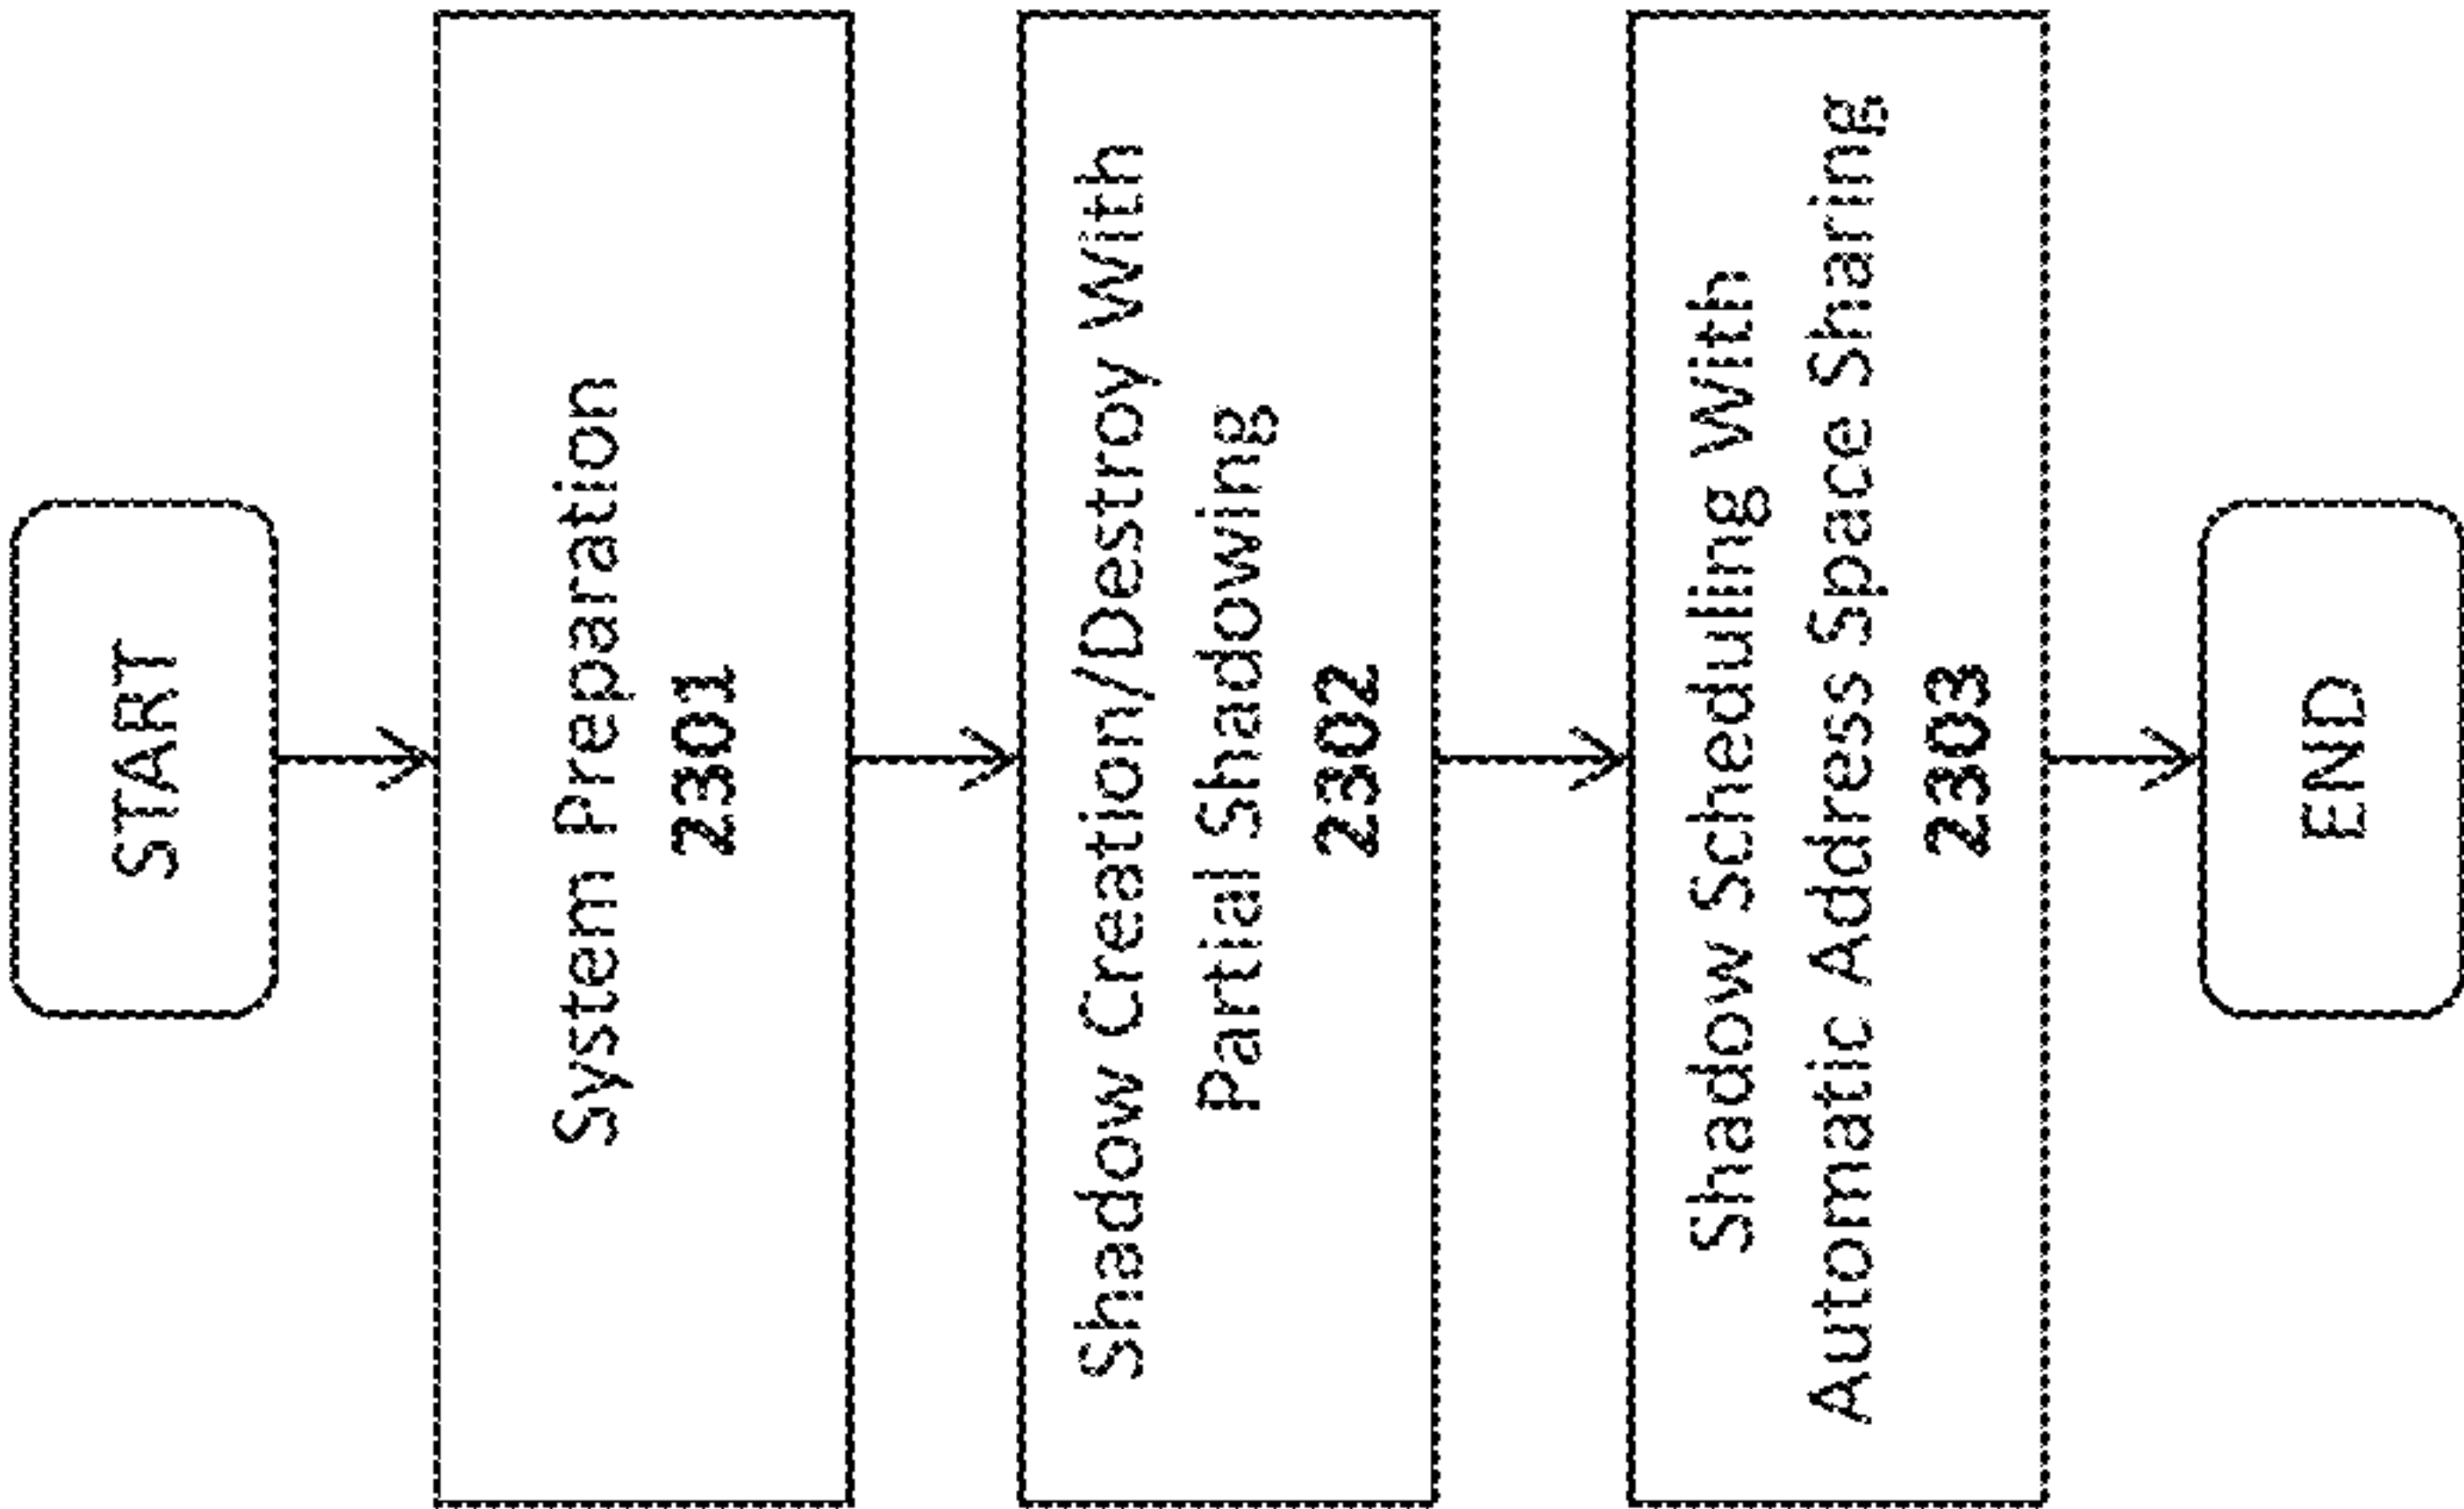 START
System Preparation
2301
Shadow Creation/Destroy With
Partial Shadowing
2302
Shadow Scheduling With
Automatic Address Space Sharing
2303
END